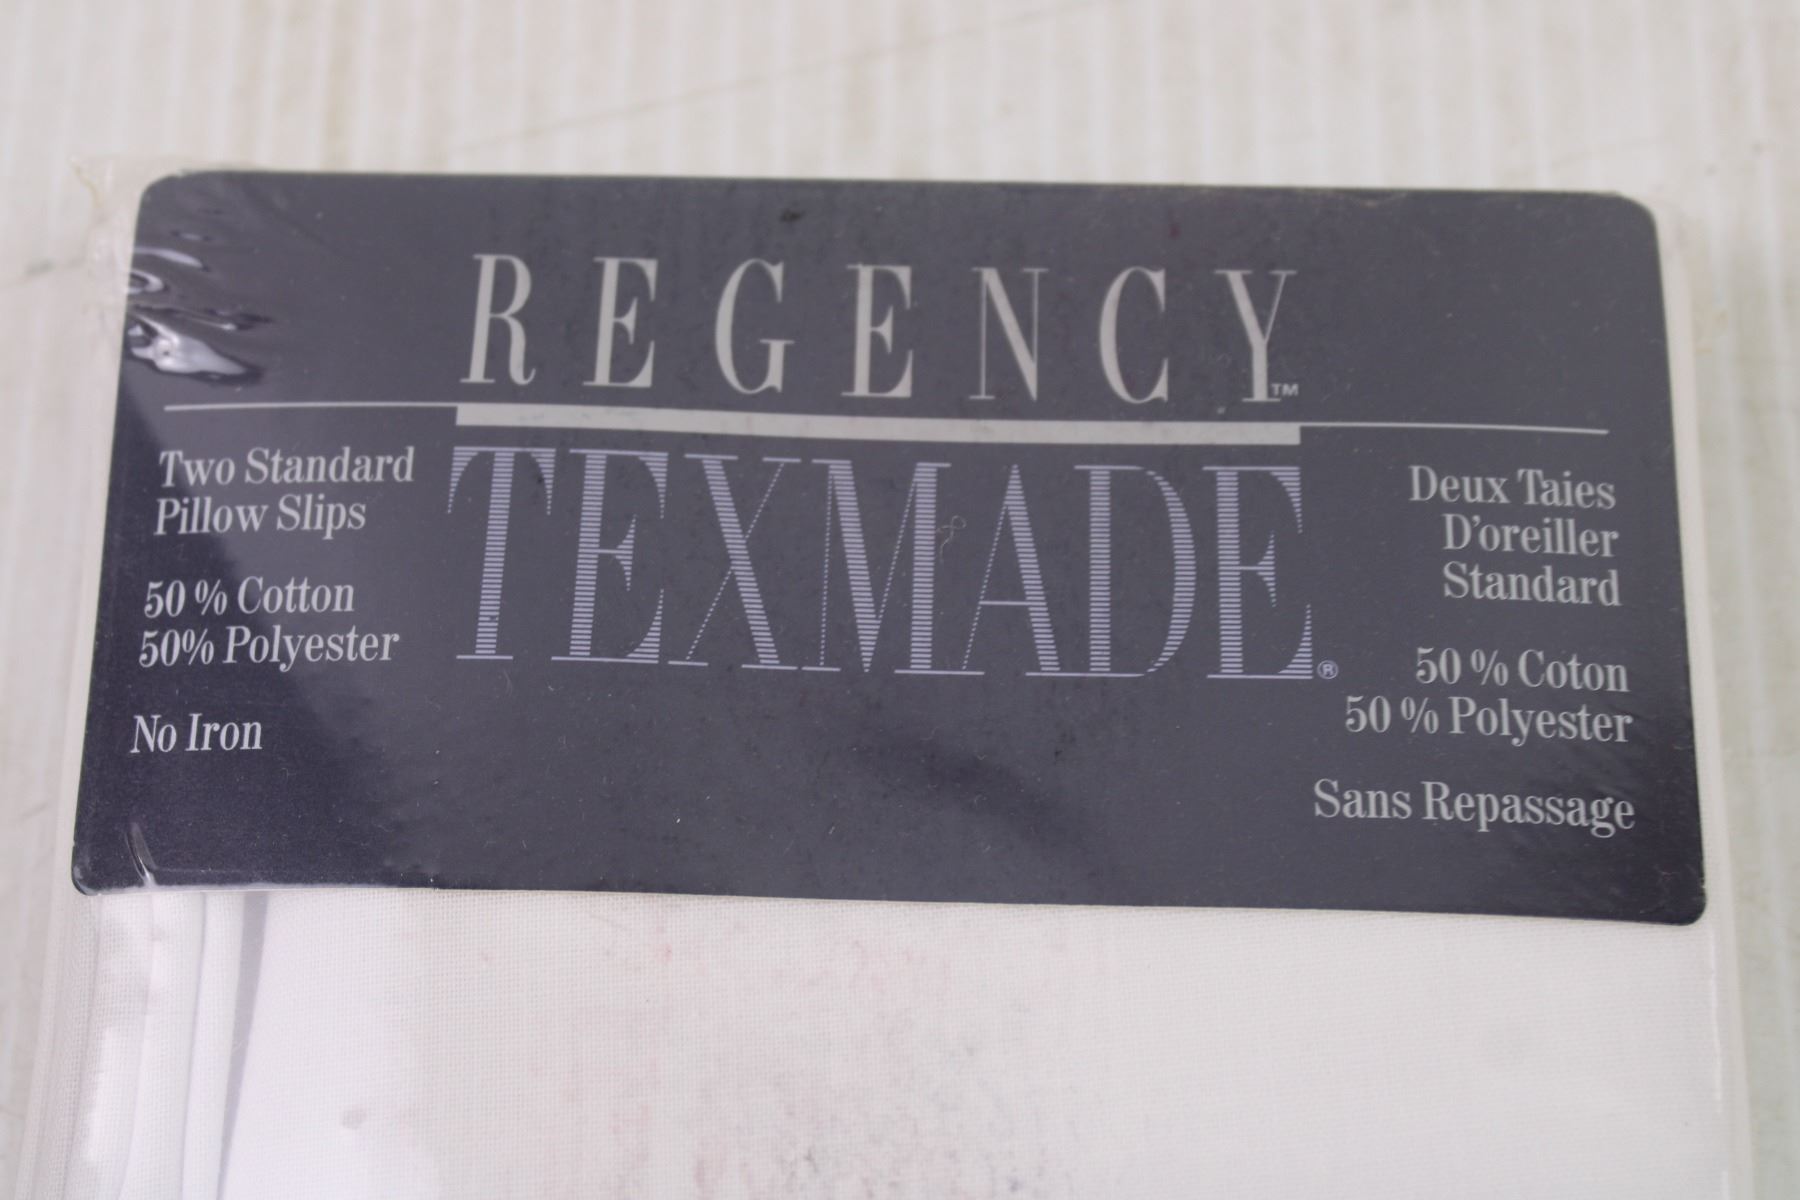 REGENCY™
TEXMADE®
Two Standard
Pillow Slips
50 % Cotton
50% Polyester
No Iron
Deux Taies
D'oreiller
Standard
50 % Coton
50 % Polyester
Sans Repassage